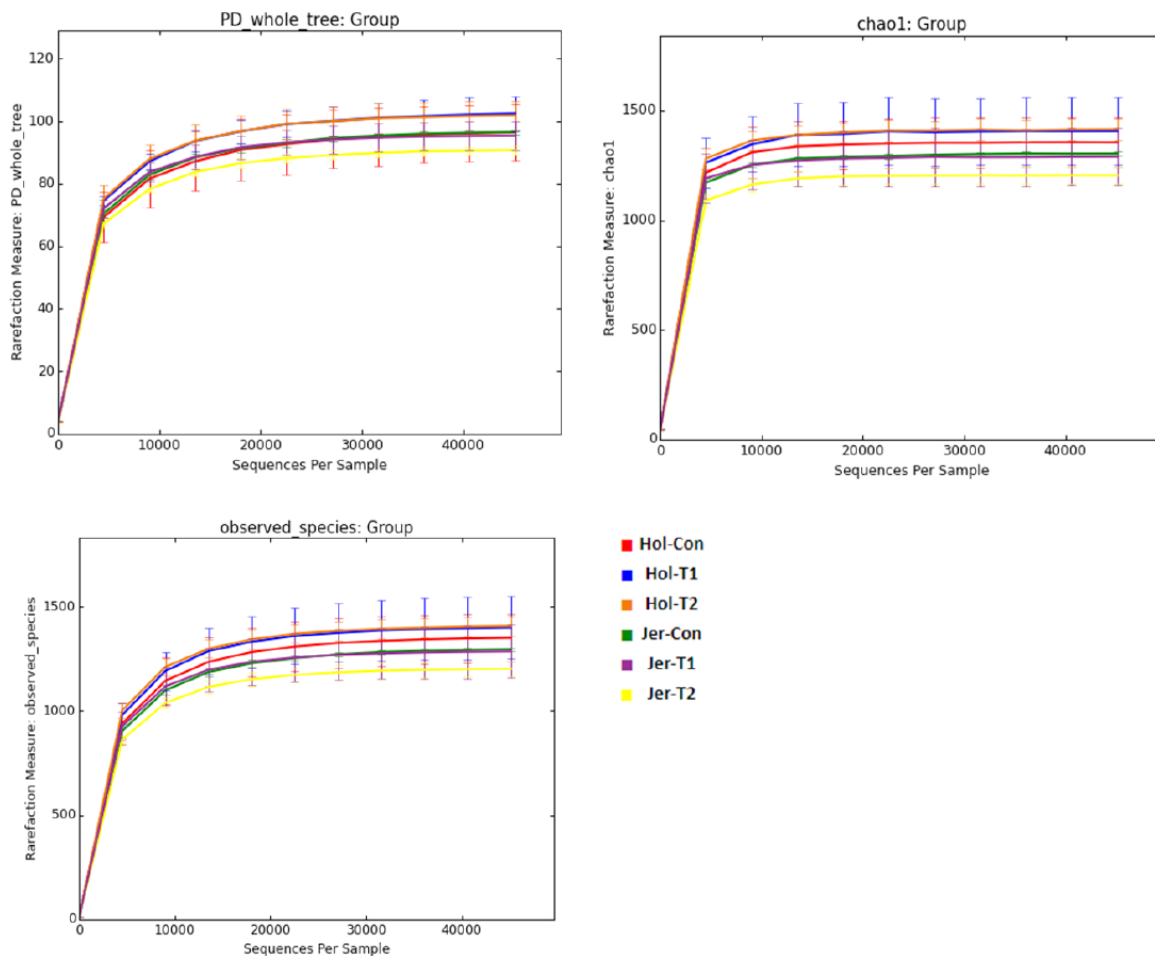 PD_whole_tree: Group
Rarefaction Measure: PD_whole_tree
120
100
80
60
40
20
0
0 10000 20000 30000 40000
Sequences Per Sample
chao1: Group
Rarefaction Measure: chao1
1500
1000
500
0
0 10000 20000 30000 40000
Sequences Per Sample
observed_species: Group
Rarefaction Measure: observed_species
1500
1000
500
0
0 10000 20000 30000 40000
Sequences Per Sample
Hol-Con
Hol-T1
Hol-T2
Jer-Con
Jer-T1
Jer-T2